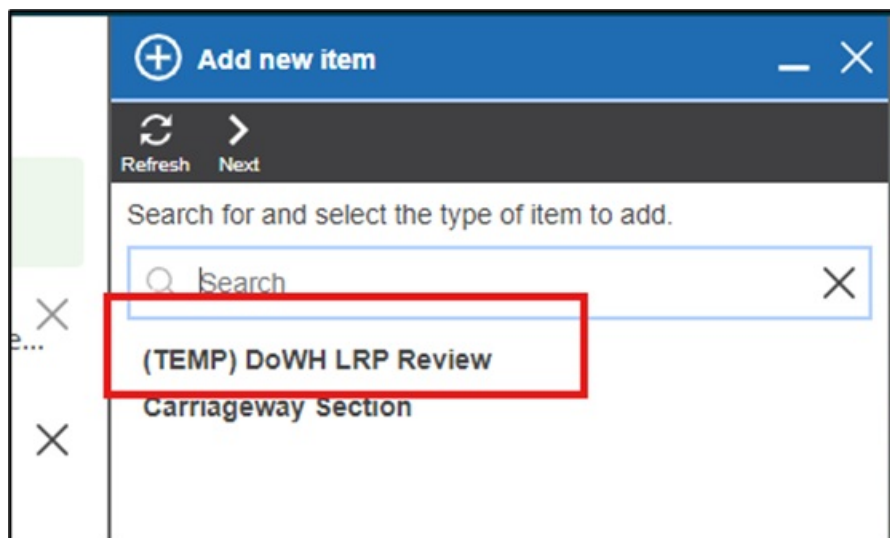 Add new item
Refresh Next
Search for and select the type of item to add.
Search
(TEMP) DoWH LRP Review
e...
Carriageway Section